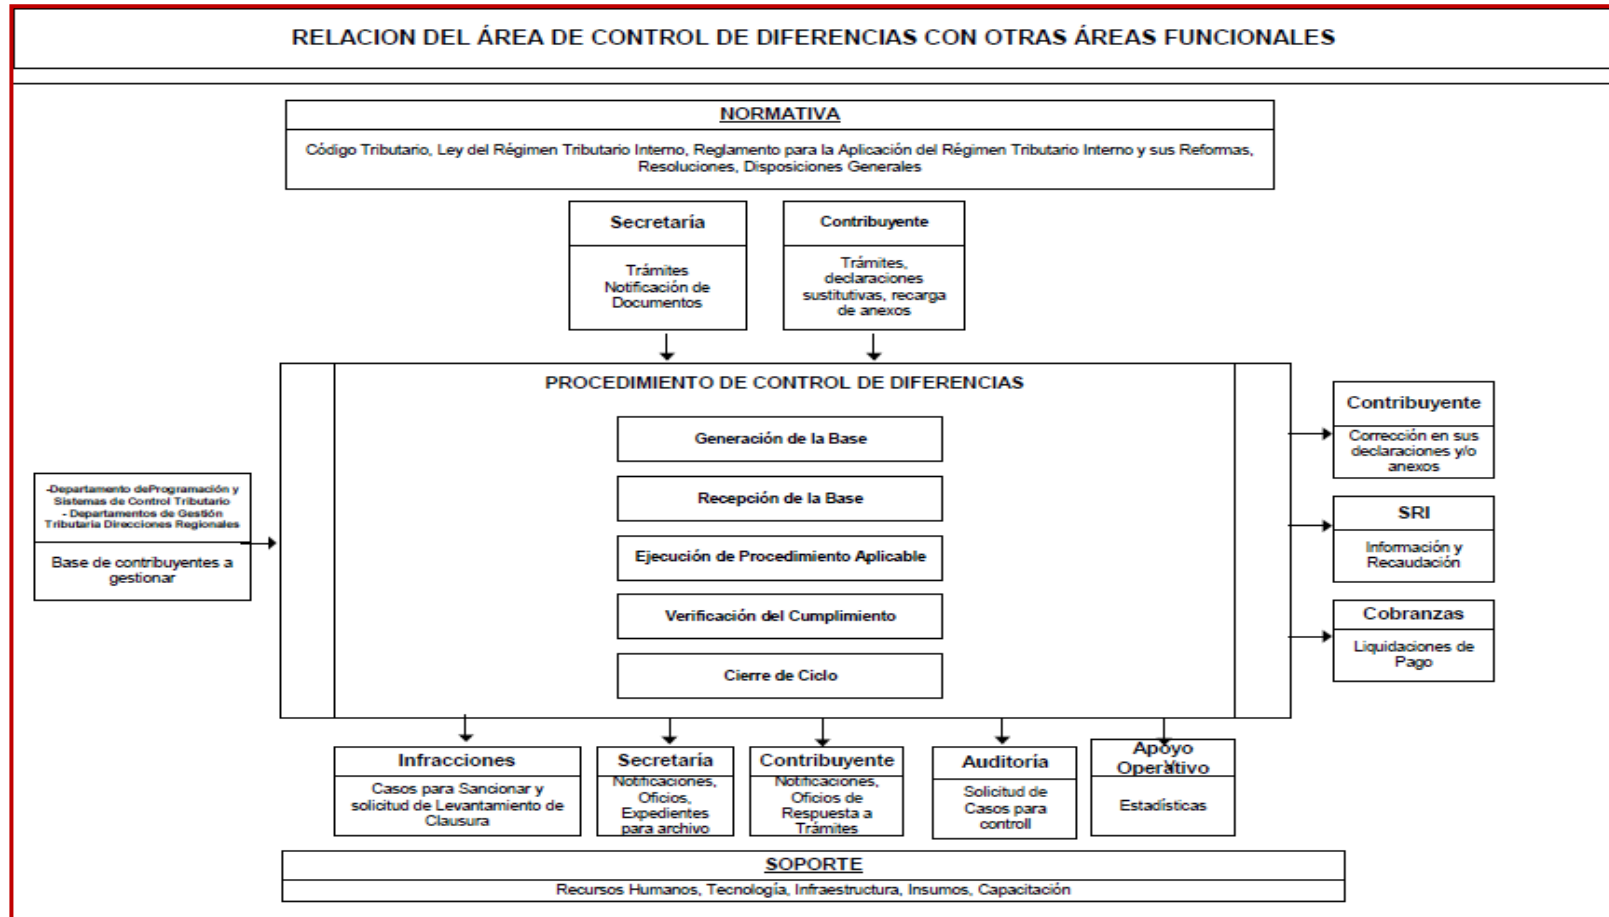 RELACION DEL ÁREA DE CONTROL DE DIFERENCIAS CON OTRAS ÁREAS FUNCIONALES
NORMATIVA
Código Tributario, Ley del Régimen Tributario Interno, Reglamento para la Aplicación del Régimen Tributario Interno y sus Reformas,
Resoluciones, Disposiciones Generales
Secretaría
Trámites
Notificación de
Documentos
Contribuyente
Trámites,
declaraciones
sustitutivas, recarga
de anexos
PROCEDIMIENTO DE CONTROL DE DIFERENCIAS
Generación de la Base
Recepción de la Base
Ejecución de Procedimiento Aplicable
Verificación del Cumplimiento
Cierre de Ciclo
-Departamento deProgramación y
Sistemas de Control Tributario
- Departamentos de Gestión
Tributaria Direcciones Regionales
Base de contribuyentes a
gestionar
Contribuyente
Corrección en sus
declaraciones y/o
anexos
SRI
Información y
Recaudación
Cobranzas
Liquidaciones de
Pago
Infracciones
Casos para Sancionar y
solicitud de Levantamiento de
Clausura
Secretaría
Notificaciones,
Oficios,
Expedientes
para archivo
Contribuyente
Notificaciones,
Oficios de
Respuesta a
Trámites
Auditoría
Solicitud de
Casos para
controll
Apoyo
Operativo
Estadísticas
SOPORTE
Recursos Humanos, Tecnología, Infraestructura, Insumos, Capacitación